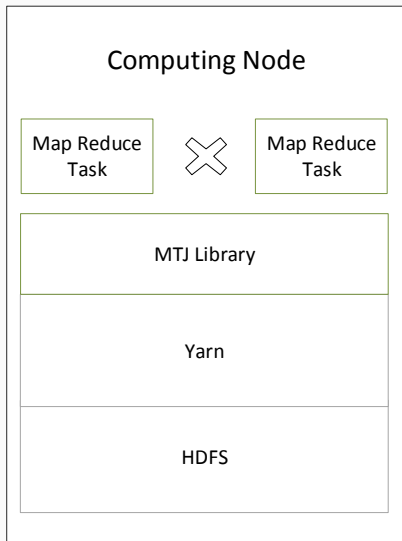 Computing Node
Map Reduce
Task
Map Reduce
Task
MTJ Library
Yarn
HDFS